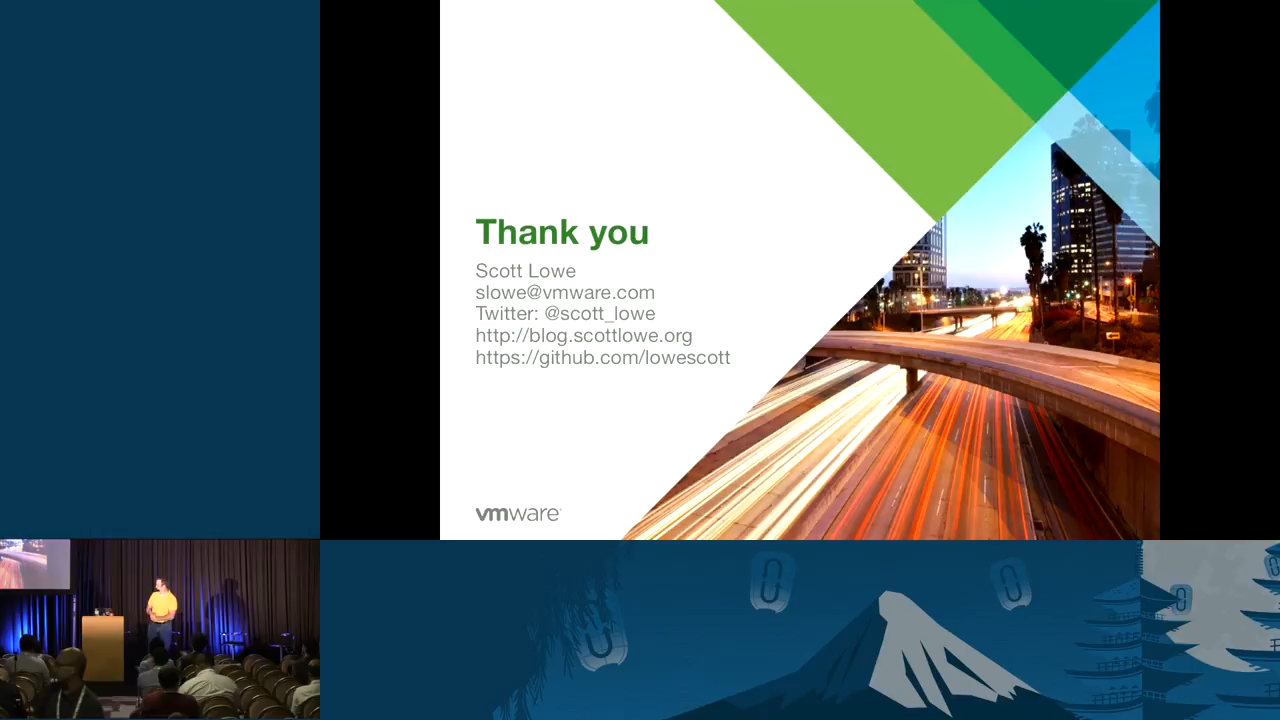 Thank you
Scott Lowe
slowe@vmware.com
Twitter: @scott_lowe
http://blog.scottlowe.org
https://github.com/lowescott
vmware